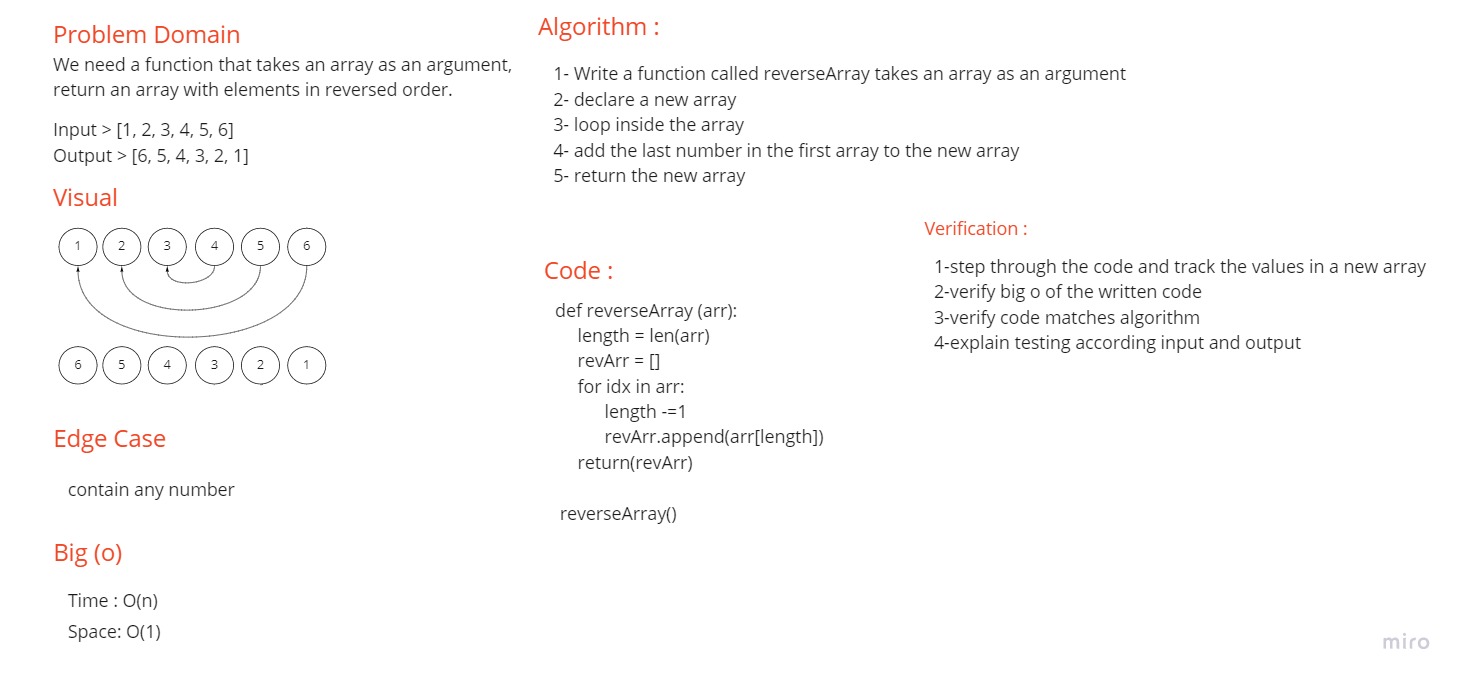 Problem Domain
We need a function that takes an array as an argument,
return an array with elements in reversed order.
Input > [1, 2, 3, 4, 5, 6]
Output > [6, 5, 4, 3, 2, 1]
Visual
1 2 3 4 5 6
6 5 4 3 2 1
Edge Case
contain any number
Big (o)
Time : O(n)
Space: O(1)
Algorithm :
1- Write a function called reverseArray takes an array as an argument
2- declare a new array
3- loop inside the array
4- add the last number in the first array to the new array
5- return the new array
Code :
def reverseArray (arr):
length = len(arr)
revArr = []
for idx in arr:
length -=1
revArr.append(arr[length])
return(revArr)
reverseArray()
Verification :
1-step through the code and track the values in a new array
2-verify big o of the written code
3-verify code matches algorithm
4-explain testing according input and output
miro